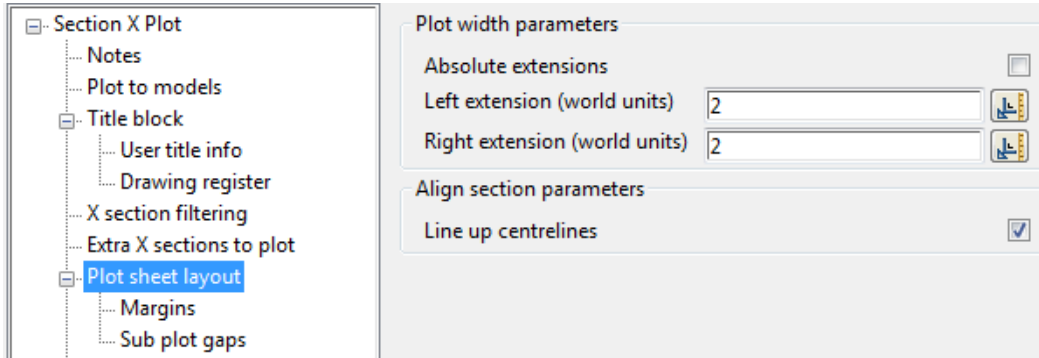 Section X Plot
Notes
Plot to models
Title block
User title info
Drawing register
X section filtering
Extra X sections to plot
Plot sheet layout
Margins
Sub plot gaps
Plot width parameters
Absolute extensions
Left extension (world units) 2
Right extension (world units) 2
Align section parameters
Line up centrelines